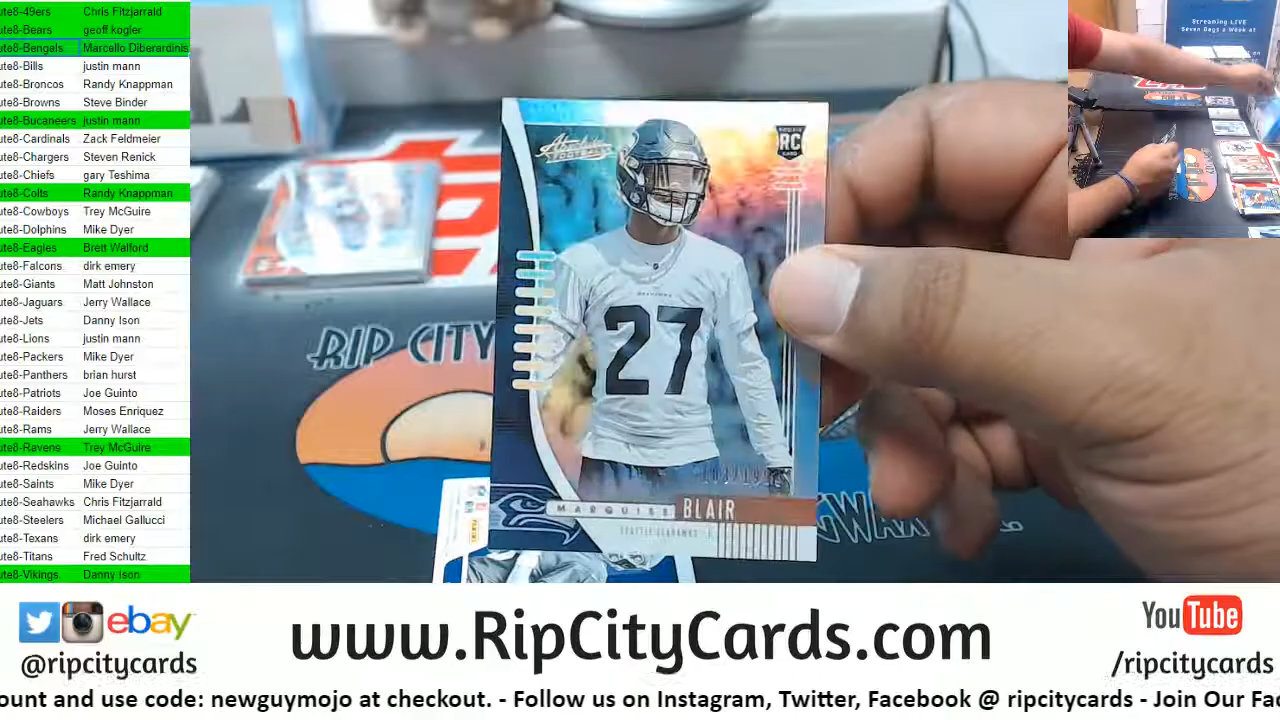 ute8-49ers Chris Fitzjarrald
ute8-Bears geoff kogler
ute8-Bengals Marcello Diberardinis
ute8-Bills justin mann
ute8-Broncos Randy Knappman
ute8-Browns Steve Binder
ute8-Bucaneers justin mann
ute8-Cardinals Zack Feldmeier
ute8-Chargers Steven Renick
ute8-Chiefs gary Teshima
ute8-Colts Randy Knappman
ute8-Cowboys Trey McGuire
ute8-Dolphins Mike Dyer
ute8-Eagles Brett Walford
ute8-Falcons dirk emery
ute8-Giants Matt Johnston
ute8-Jaguars Jerry Wallace
ute8-Jets Danny Ison
ute8-Lions justin mann
ute8-Packers Mike Dyer
ute8-Panthers brian hurst
ute8-Patriots Joe Guinto
ute8-Raiders Moses Enriquez
ute8-Rams Jerry Wallace
ute8-Ravens Trey McGuire
ute8-Redskins Joe Guinto
ute8-Saints Mike Dyer
ute8-Seahawks Chris Fitzjarrald
ute8-Steelers Michael Gallucci
ute8-Texans dirk emery
ute8-Titans Fred Schultz
ute8-Vikings Danny Ison
Streaming LIVE
Seven Days a Week at
Absolute
FOOTBALL
RC
CARD
RIP CITY
27
MARQUISE BLAIR
SEATTLE SEAHAWKS
WAX
PANINI
ebay
@ripcitycards
www.RipCityCards.com
YouTube
/ripcitycards
ount and use code: newguymojo at checkout. - Follow us on Instagram, Twitter, Facebook @ ripcitycards - Join Our Fac